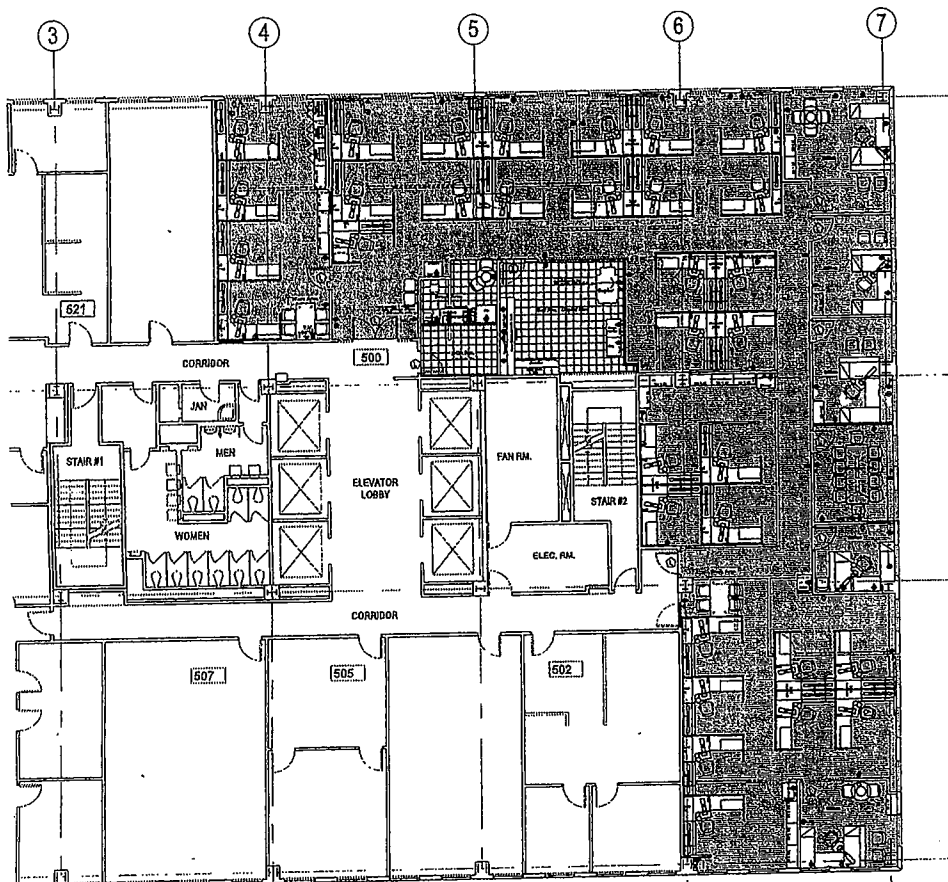 3
4
5
6
7
521
500
CORRIDOR
JAN
MEN
STAIR #1
ELEVATOR
LOBBY
FAN RM.
STAIR #2
WOMEN
ELEC. RM.
CORRIDOR
507
505
502